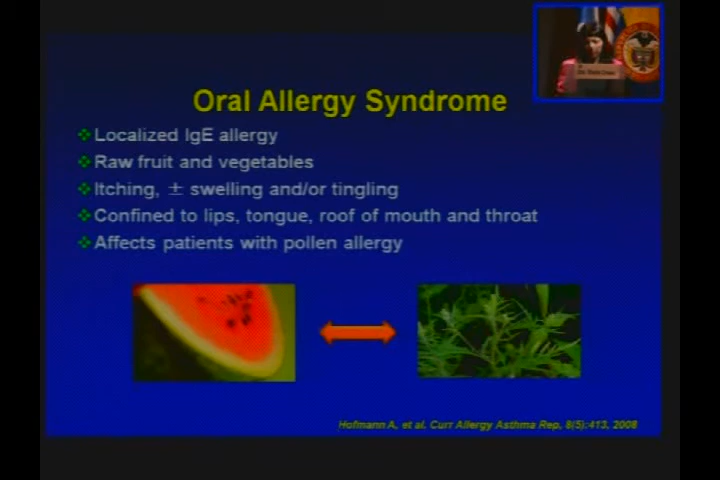 Oral Allergy Syndrome
Localized IgE allergy
Raw fruit and vegetables
Itching, ± swelling and/or tingling
Confined to lips, tongue, roof of mouth and throat
Affects patients with pollen allergy
Hofmann A, et al. Curr Allergy Asthma Rep, 8(5):413, 2008